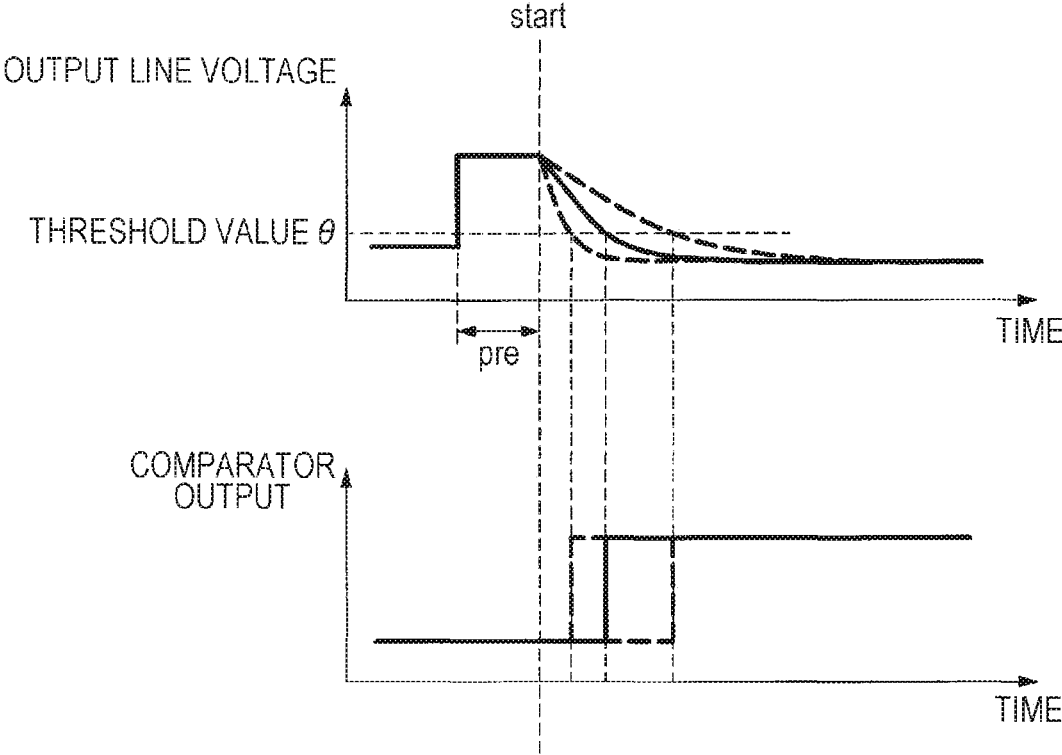 start
OUTPUT LINE VOLTAGE
THRESHOLD VALUE θ
TIME
pre
COMPARATOR
OUTPUT
TIME